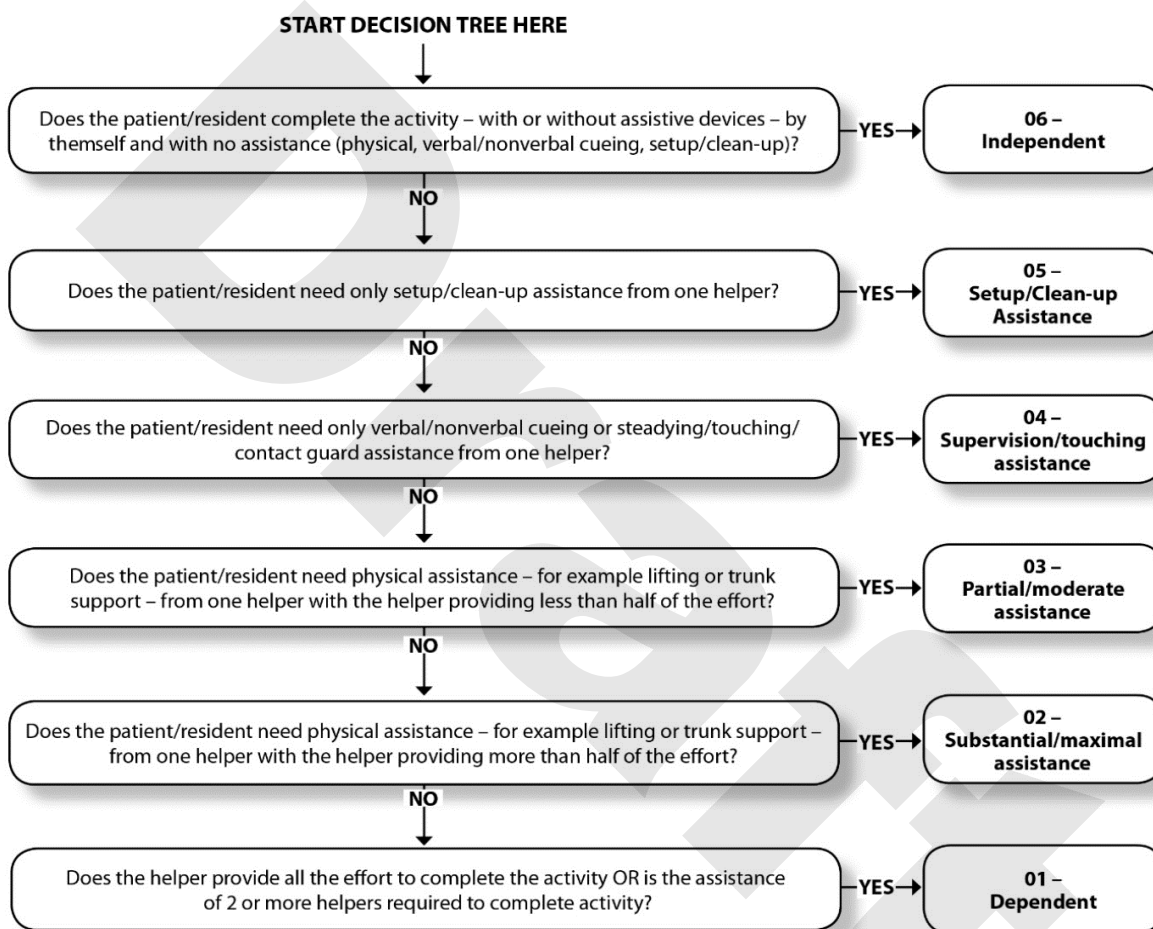 START DECISION TREE HERE
Does the patient/resident complete the activity – with or without assistive devices – by
themself and with no assistance (physical, verbal/nonverbal cueing, setup/clean-up)?
YES
06 –
Independent
NO
Does the patient/resident need only setup/clean-up assistance from one helper?
YES
05 –
Setup/Clean-up
Assistance
NO
Does the patient/resident need only verbal/nonverbal cueing or steadying/touching/
contact guard assistance from one helper?
YES
04 –
Supervision/touching
assistance
NO
Does the patient/resident need physical assistance – for example lifting or trunk
support – from one helper with the helper providing less than half of the effort?
YES
03 –
Partial/moderate
assistance
NO
Does the patient/resident need physical assistance – for example lifting or trunk support –
from one helper with the helper providing more than half of the effort?
YES
02 –
Substantial/maximal
assistance
NO
Does the helper provide all the effort to complete the activity OR is the assistance
of 2 or more helpers required to complete activity?
YES
01 –
Dependent
Draft